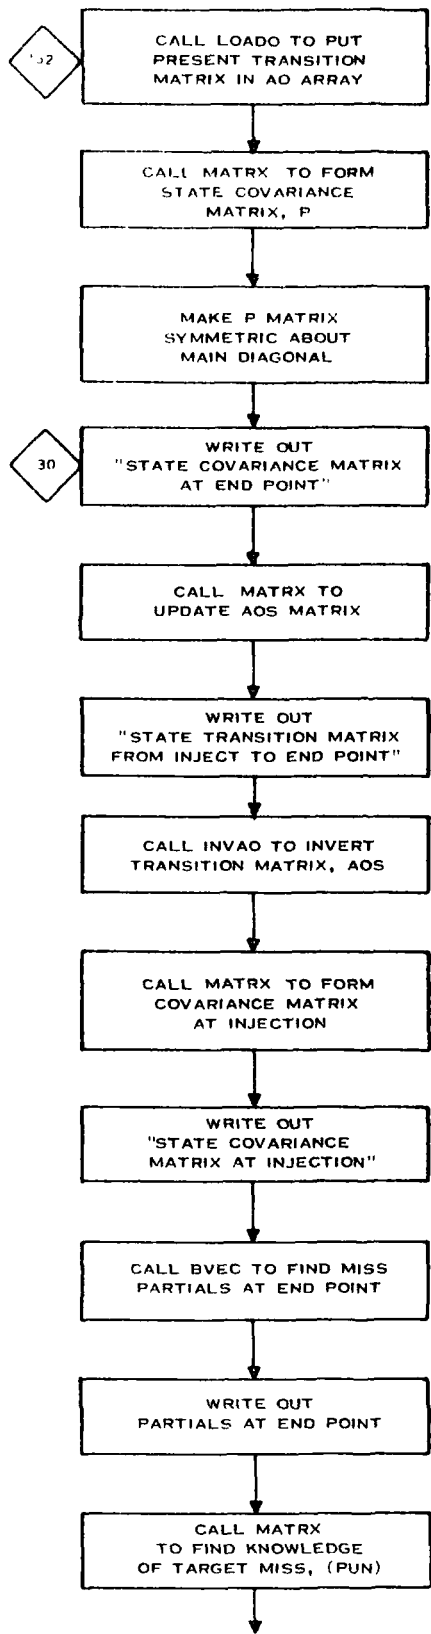 CALL LOADO TO PUT
PRESENT TRANSITION
MATRIX IN AO ARRAY
CALL MATRX TO FORM
STATE COVARIANCE
MATRIX, P
MAKE P MATRIX
SYMMETRIC ABOUT
MAIN DIAGONAL
30
WRITE OUT
"STATE COVARIANCE MATRIX
AT END POINT"
CALL MATRX TO
UPDATE AOS MATRIX
WRITE OUT
"STATE TRANSITION MATRIX
FROM INJECT TO END POINT"
CALL INVAO TO INVERT
TRANSITION MATRIX, AOS
CALL MATRX TO FORM
COVARIANCE MATRIX
AT INJECTION
WRITE OUT
"STATE COVARIANCE
MATRIX AT INJECTION"
CALL BVEC TO FIND MISS
PARTIALS AT END POINT
WRITE OUT
PARTIALS AT END POINT
CALL MATRX
TO FIND KNOWLEDGE
OF TARGET MISS, (PUN)